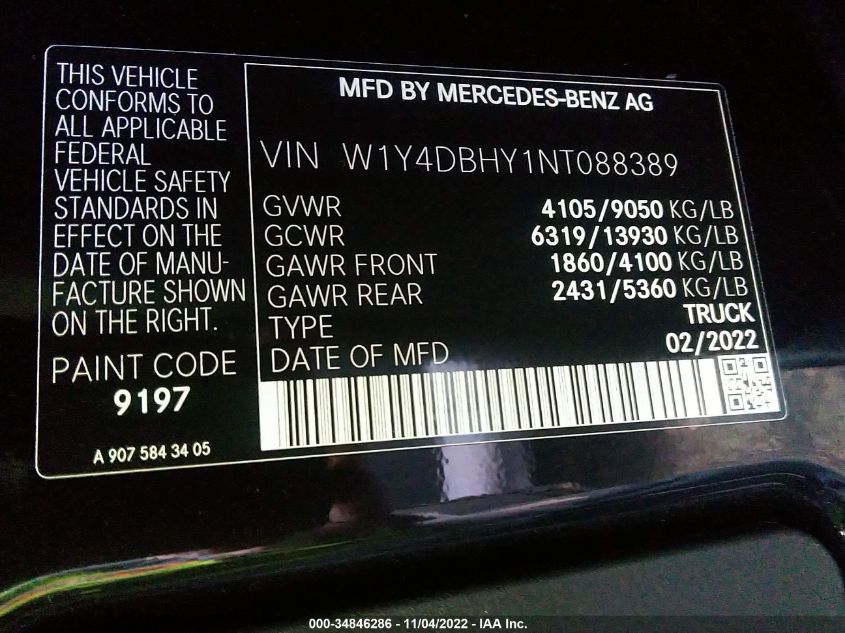 THIS VEHICLE
CONFORMS TO
ALL APPLICABLE
FEDERAL
VEHICLE SAFETY
STANDARDS IN
EFFECT ON THE
DATE OF MANU-
FACTURE SHOWN
ON THE RIGHT.
PAINT CODE
9197
A 907 584 34 05
MFD BY MERCEDES-BENZ AG
VIN W1Y4DBHY1NT088389
GVWR 4105/9050 KG/LB
GCWR 6319/13930 KG/LB
GAWR FRONT 1860/4100 KG/LB
GAWR REAR 2431/5360 KG/LB
TYPE TRUCK
DATE OF MFD 02/2022
000-34846286 - 11/04/2022 - IAA Inc.